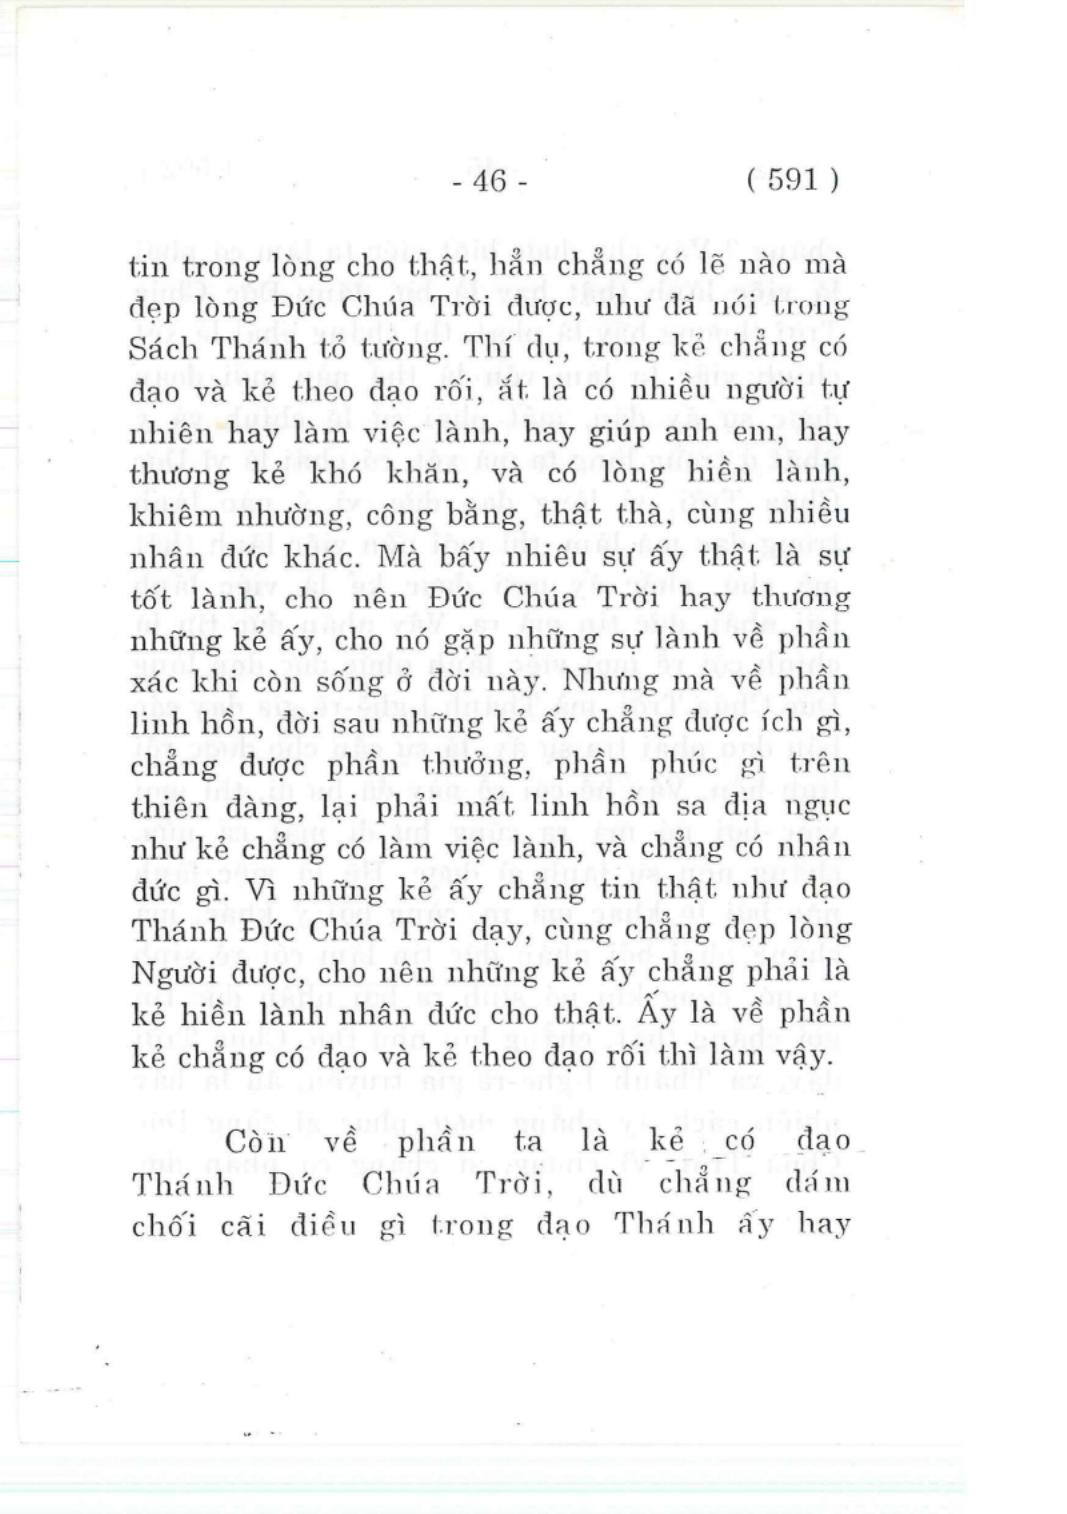 - 46 - ( 591 )
tin trong lòng cho thật, hẳn chẳng có lẽ nào mà
đẹp lòng Đức Chúa Trời được, như đã nói trong
Sách Thánh tỏ tường. Thí dụ, trong kẻ chẳng có
đạo và kẻ theo đạo rối, ắt là có nhiều người tự
nhiên hay làm việc lành, hay giúp anh em, hay
thương kẻ khó khăn, và có lòng hiền lành,
khiêm nhường, công bằng, thật thà, cùng nhiều
nhân đức khác. Mà bấy nhiêu sự ấy thật là sự
tốt lành, cho nên Đức Chúa Trời hay thương
những kẻ ấy, cho nó gặp những sự lành về phần
xác khi còn sống ở đời này. Nhưng mà về phần
linh hồn, đời sau những kẻ ấy chẳng được ích gì,
chẳng được phần thưởng, phần phúc gì trên
thiên đàng, lại phải mất linh hồn sa địa ngục
như kẻ chẳng có làm việc lành, và chẳng có nhân
đức gì. Vì những kẻ ấy chẳng tin thật như đạo
Thánh Đức Chúa Trời dạy, cùng chẳng đẹp lòng
Người được, cho nên những kẻ ấy chẳng phải là
kẻ hiền lành nhân đức cho thật. Ấy là về phần
kẻ chẳng có đạo và kẻ theo đạo rối thì làm vậy.
Còn về phần ta là kẻ có đạo
Thánh Đức Chúa Trời, dù chẳng dám
chối cãi điều gì trong đạo Thánh ấy hay